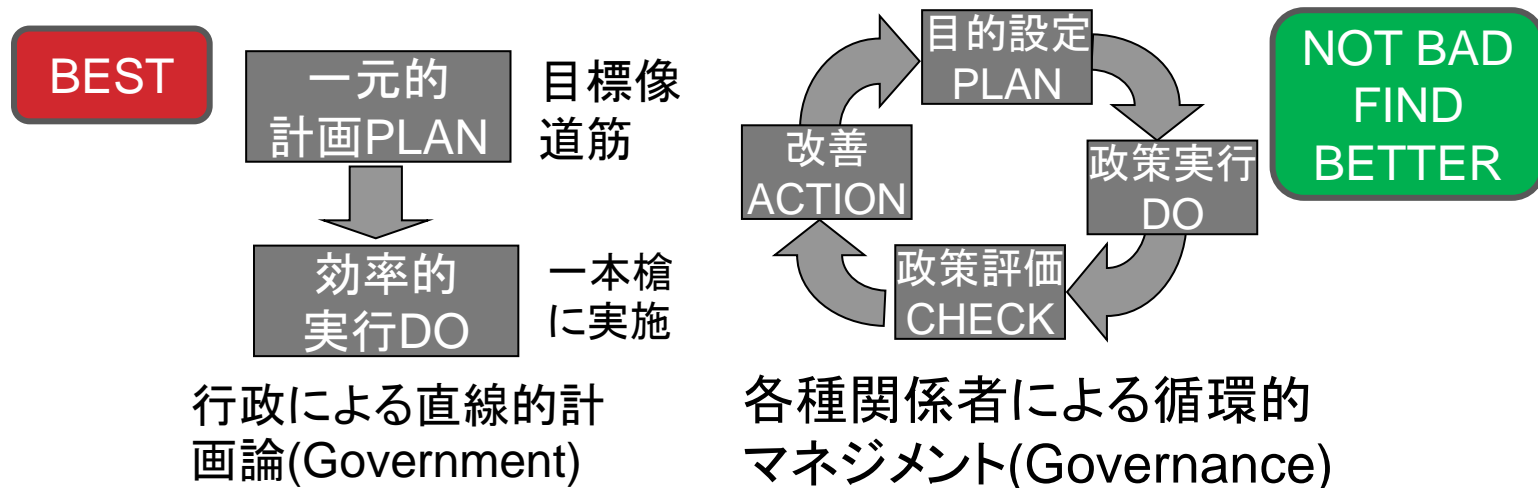 BEST
一元的
計画PLAN
目標像
道筋
効率的
実行DO
一本槍
に実施
行政による直線的計
画論(Government)
目的設定
PLAN
政策実行
DO
政策評価
CHECK
改善
ACTION
NOT BAD
FIND
BETTER
各種関係者による循環的
マネジメント(Governance)